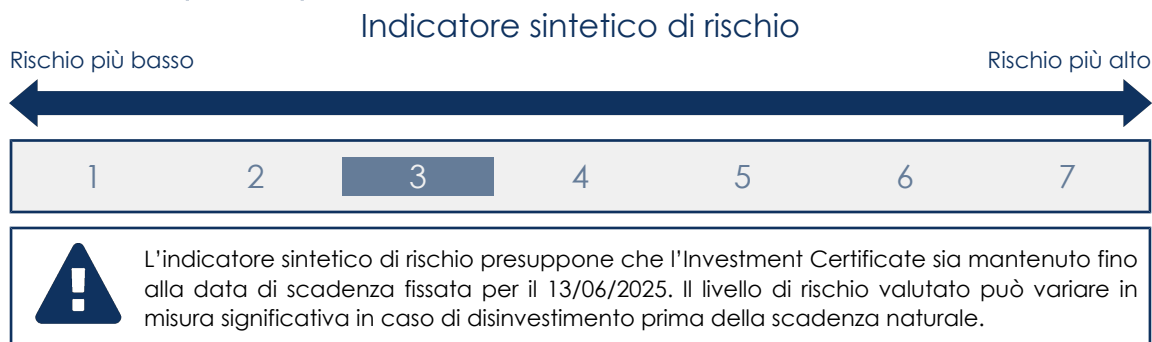 Indicatore sintetico di rischio
Rischio più basso
Rischio più alto
1 2 3 4 5 6 7
L'indicatore sintetico di rischio presuppone che l'Investment Certificate sia mantenuto fino
alla data di scadenza fissata per il 13/06/2025. Il livello di rischio valutato può variare in
misura significativa in caso di disinvestimento prima della scadenza naturale.